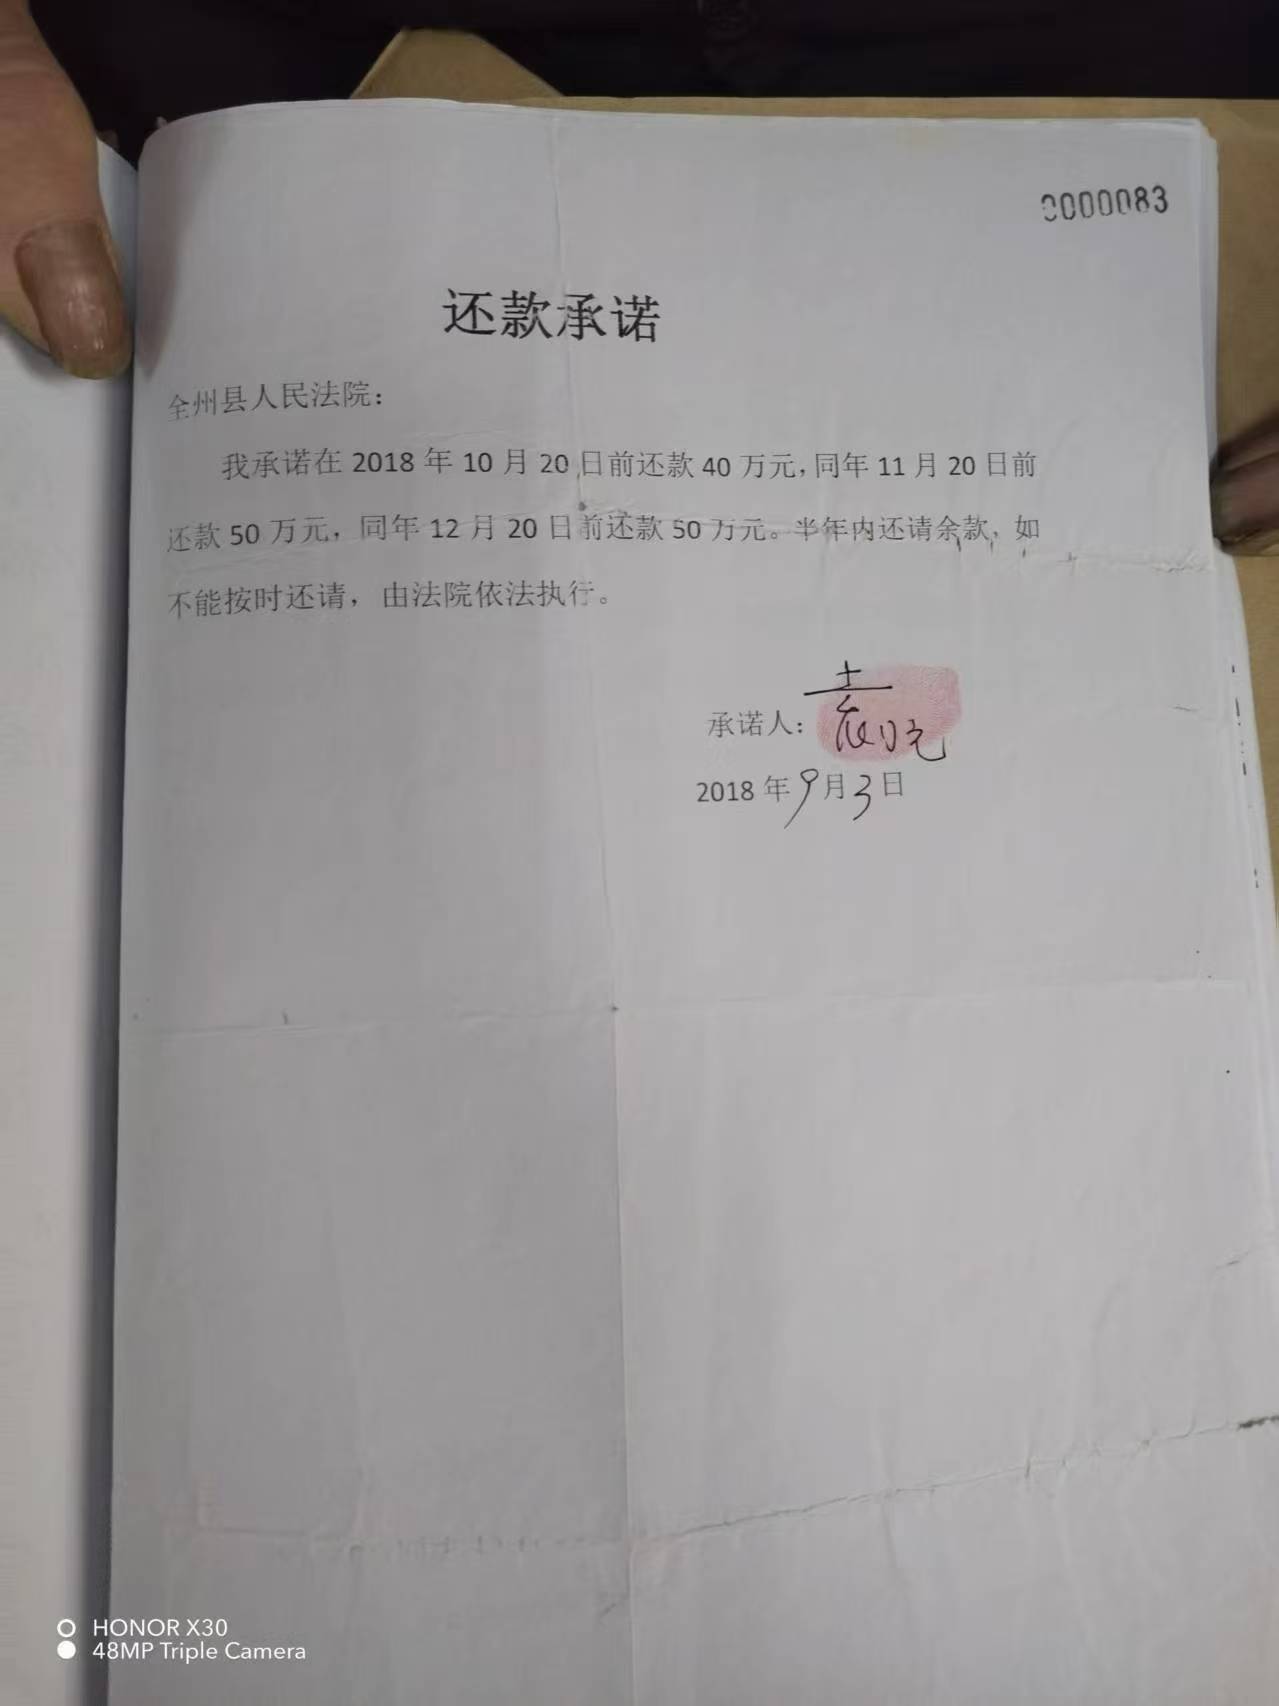 0000083
还款承诺
全州县人民法院：
我承诺在 2018 年 10 月 20 日前还款 40 万元，同年 11 月 20 日前
还款 50 万元，同年 12 月 20 日前还款 50 万元。半年内还请余款，如
不能按时还请，由法院依法执行。
承诺人：
2018 年 9 月 3 日
HONOR X30
48MP Triple Camera